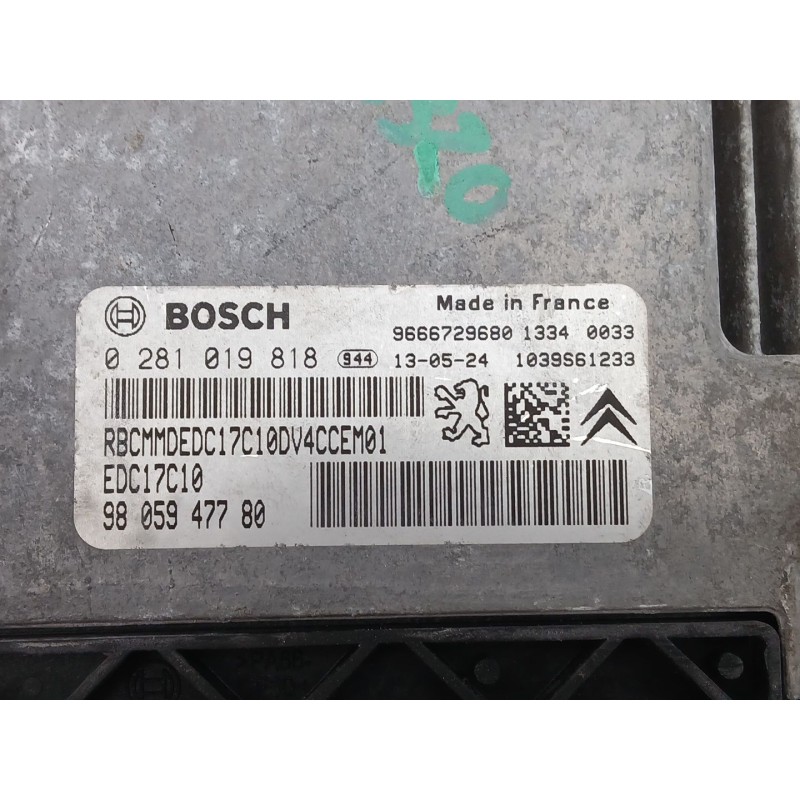 BOSCH
Made in France
9666729680 1334 0033
0 281 019 818 944 13-05-24 1039S61233
RBCMMDEDC17C10DV4CCEM01
EDC17C10
98 059 477 80